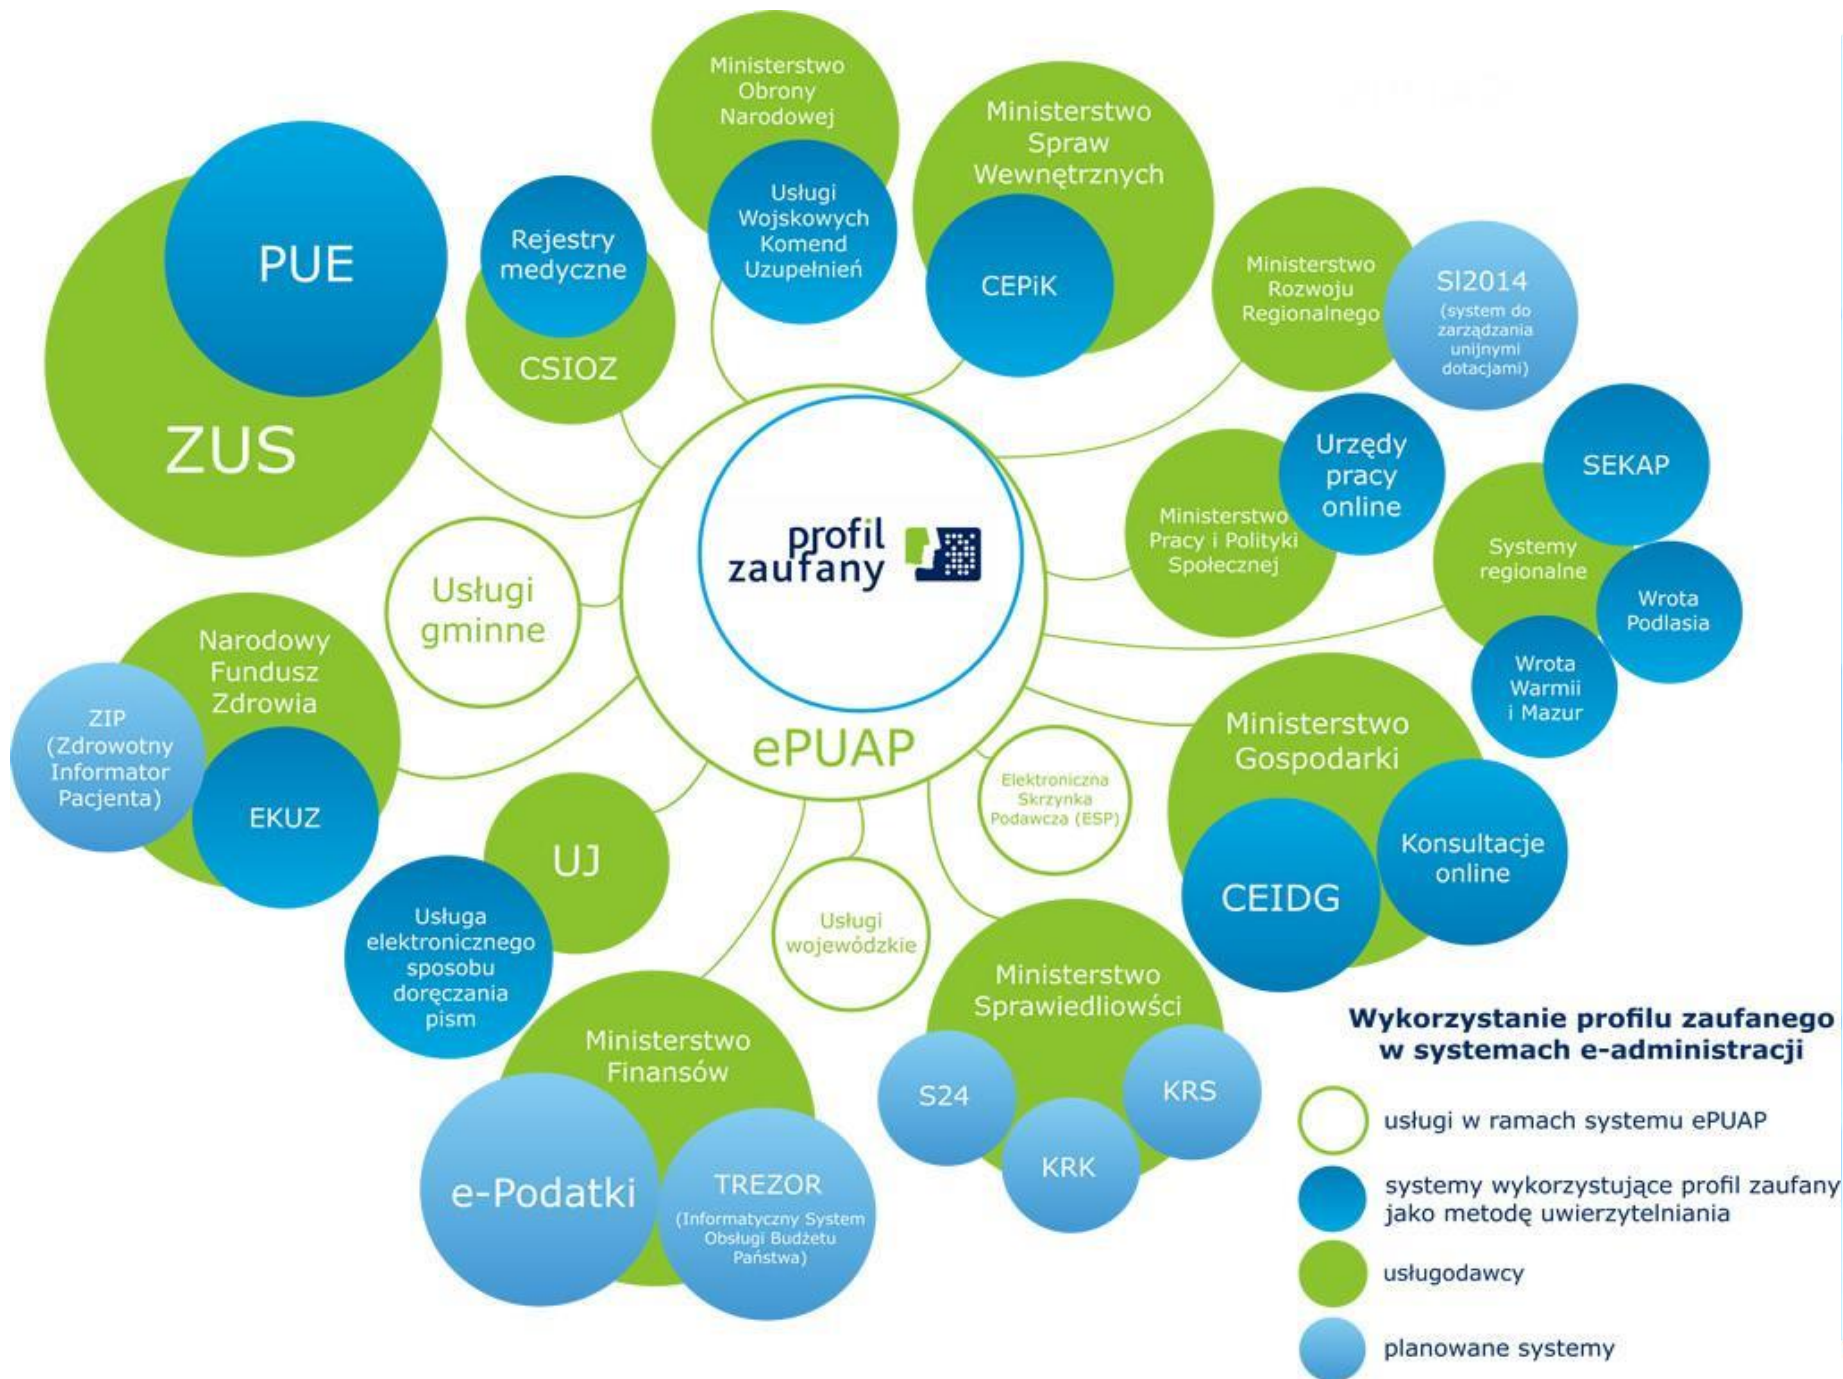 Ministerstwo
Obrony
Narodowej
Usługi
Wojskowych
Komend
Uzupełnień
Ministerstwo
Spraw
Wewnętrznych
CEPiK
PUE
ZUS
Rejestry
medyczne
CSIOZ
Ministerstwo
Rozwoju
Regionalnego
Sl2014
(system do
zarządzania
unijnymi
dotacjami)
Urzędy
pracy
online
Ministerstwo
Pracy i Polityki
Społecznej
SEKAP
Systemy
regionalne
Wrota
Podlasia
Wrota
Warmii
i Mazur
profil
zaufany
ePUAP
Usługi
gminne
Narodowy
Fundusz
Zdrowia
ZIP
(Zdrowotny
Informator
Pacjenta)
EKUZ
UJ
Usługa
elektronicznego
sposobu
doręczania
pism
Elektroniczna
Skrzynka
Podawcza (ESP)
Usługi
wojewódzkie
Ministerstwo
Gospodarki
CEIDG
Konsultacje
online
Ministerstwo
Finansów
e-Podatki
TREZOR
(Informatyczny System
Obsługi Budżetu
Państwa)
Ministerstwo
Sprawiedliowści
S24
KRK
KRS
Wykorzystanie profilu zaufanego
w systemach e-administracji
usługi w ramach systemu ePUAP
systemy wykorzystujące profil zaufany
jako metodę uwierzytelniania
usługodawcy
planowane systemy